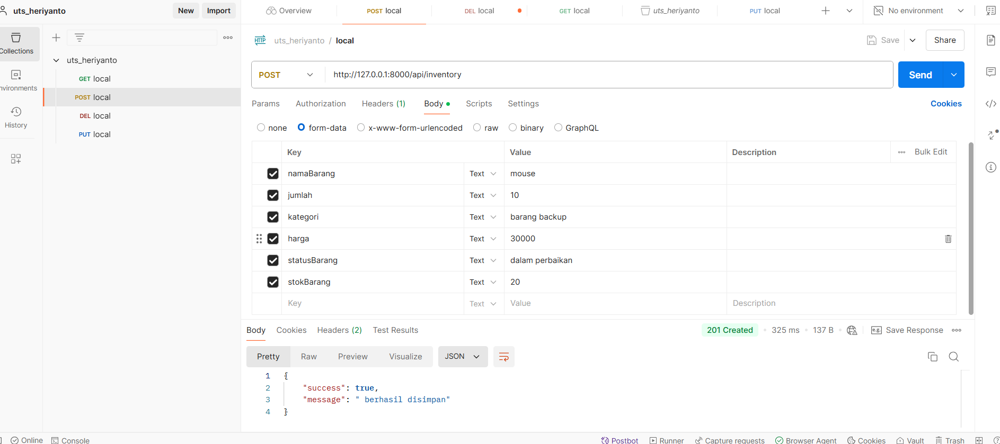 uts_heriyanto
New
Import
Overview
POST local
DEL local
GET local
uts_heriyanto
PUT local
No environment
Collections
nvironments
History
uts_heriyanto
GET local
POST local
DEL local
PUT local
HTTP uts_heriyanto / local
Save
Share
POST http://127.0.0.1:8000/api/inventory
Send
Params Authorization Headers (1) Body Scripts Settings
Cookies
none form-data x-www-form-urlencoded raw binary GraphQL
Key Value Description Bulk Edit
namaBarang Text mouse
jumlah Text 10
kategori Text barang backup
harga Text 30000
statusBarang Text dalam perbaikan
stokBarang Text 20
Key Text Value Description
Body Cookies Headers (2) Test Results
201 Created 325 ms 137 B e.g. Save Response
Pretty Raw Preview Visualize JSON
1 {
2 "success": true,
3 "message": " berhasil disimpan"
4 }
Online Console
Postbot Runner Capture requests Browser Agent Cookies Vault Trash